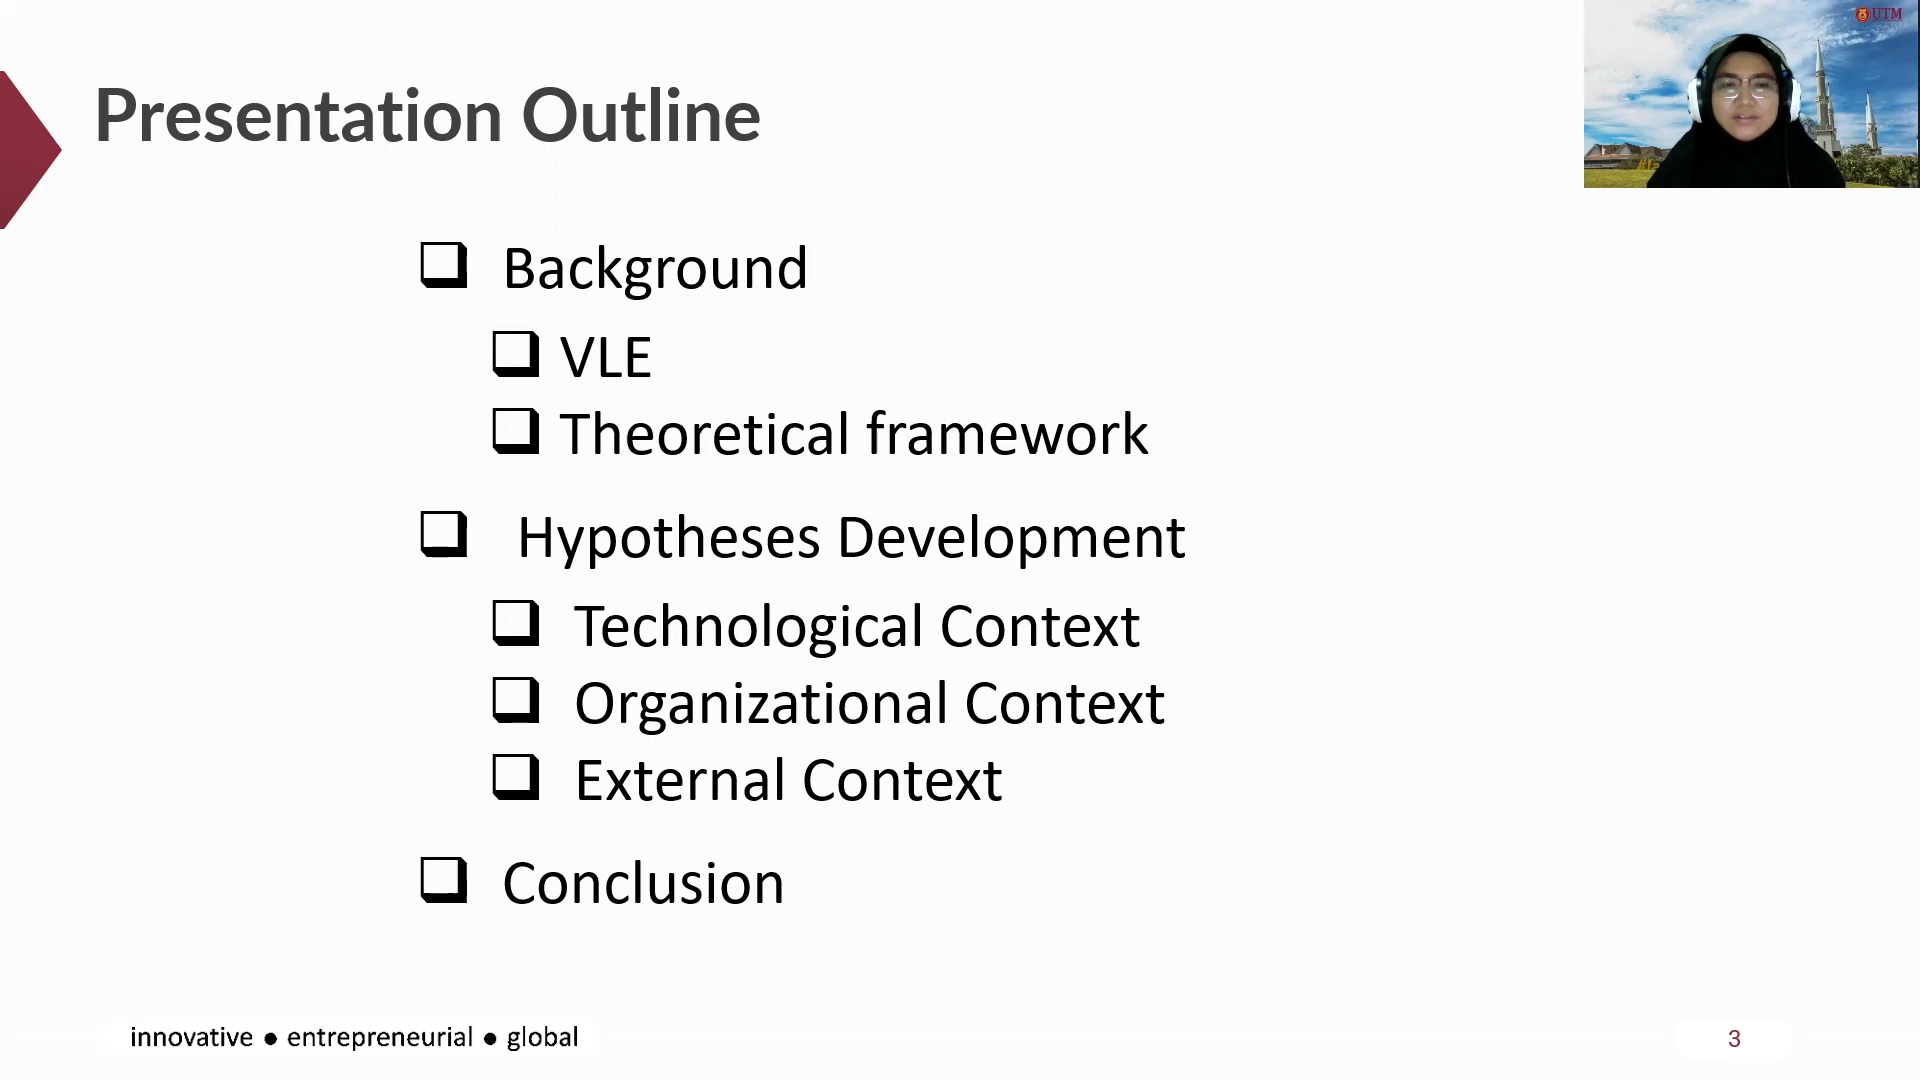 UTM
Presentation Outline
Background
VLE
Theoretical framework
Hypotheses Development
Technological Context
Organizational Context
External Context
Conclusion
innovative ● entrepreneurial ● global
3